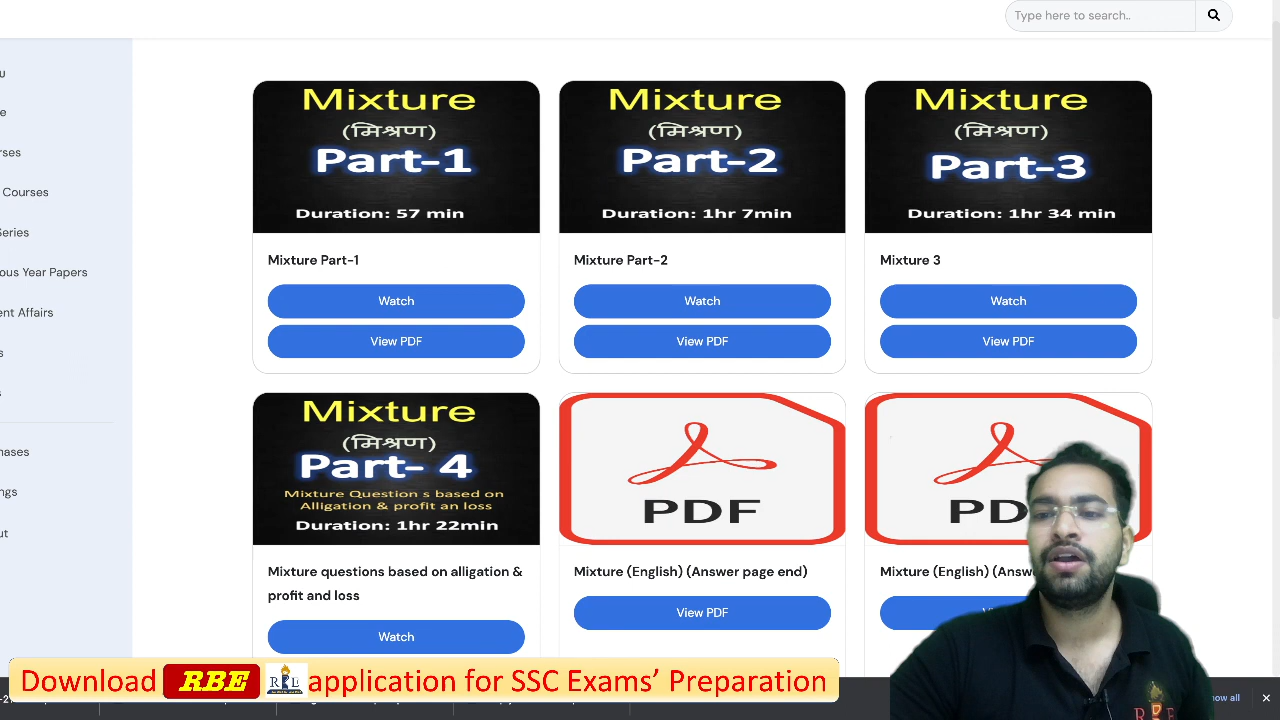 Type here to search..
u
e
rses
Courses
Series
ous Year Papers
ent Affairs
s
s
hases
ngs
ut
Mixture
(मिश्रण)
Part-1
Duration: 57 min
Mixture Part-1
Watch
View PDF
Mixture
(मिश्रण)
Part-2
Duration: 1hr 7min
Mixture Part-2
Watch
View PDF
Mixture
(मिश्रण)
Part-3
Duration: 1hr 34 min
Mixture 3
Watch
View PDF
Mixture
(मिश्रण)
Part- 4
Mixture Question s based on
Alligation & profit an loss
Duration: 1hr 22min
Mixture questions based on alligation &
profit and loss
Watch
PDF
Mixture (English) (Answer page end)
View PDF
PD
Mixture (English) (Answ
Download RBE RBE application for SSC Exams' Preparation
ow all